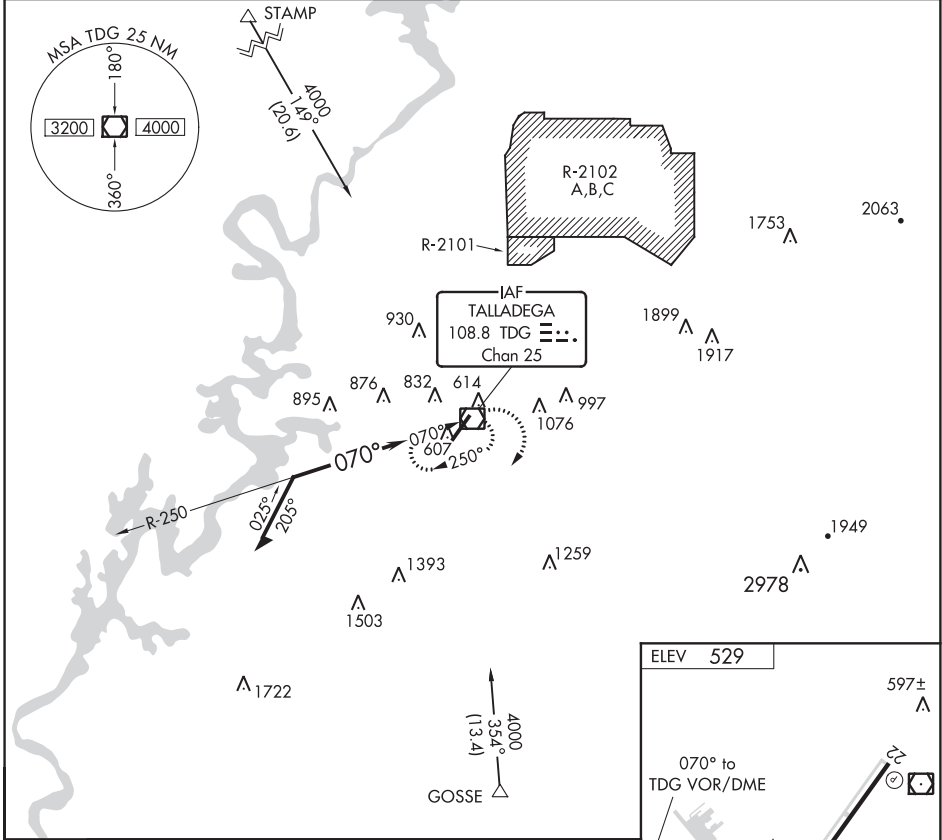 MSA TDG 25 NM
180°
3200
4000
360°
STAMP
4000
149°
(20.6)
R-2102
A,B,C
R-2101
1753
2063
IAF
TALLADEGA
108.8 TDG
Chan 25
930
1899
1917
895
876
832
614
997
1076
070°
070°
607
250°
R-250
025°
205°
1393
1259
1949
2978
1503
1722
4000
354°
(13.4)
GOSSE
ELEV 529
597±
22
070° to
TDG VOR/DME
P